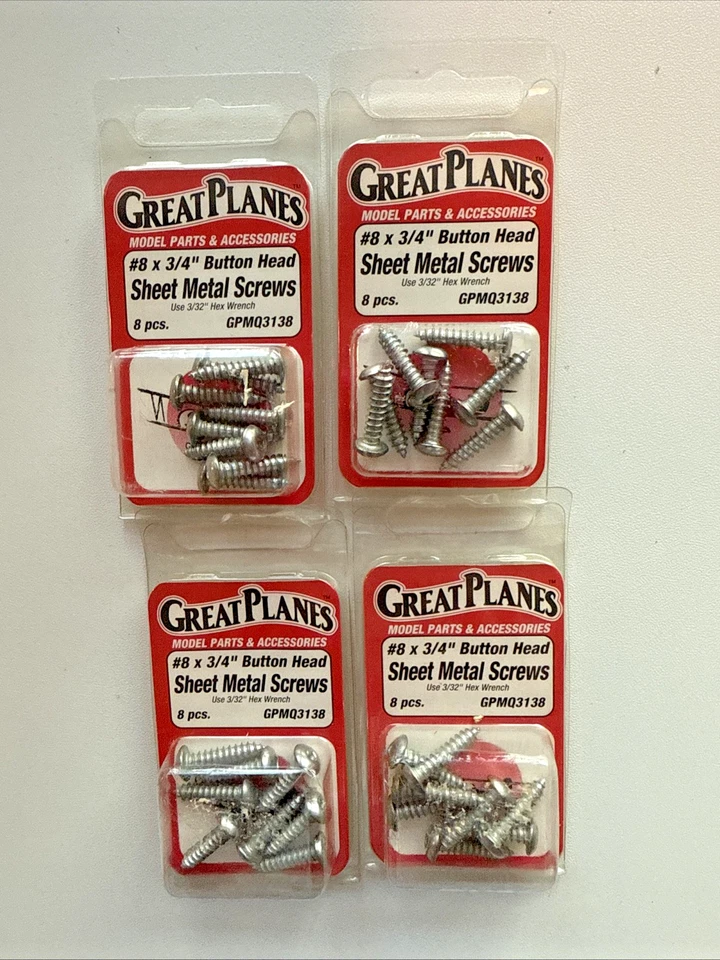 GREAT PLANES™
MODEL PARTS & ACCESSORIES
#8 x 3/4" Button Head
Sheet Metal Screws
Use 3/32" Hex Wrench
8 pcs. GPMQ3138
GREAT PLANES™
MODEL PARTS & ACCESSORIES
#8 x 3/4" Button Head
Sheet Metal Screws
Use 3/32" Hex Wrench
8 pcs. GPMQ3138
GREAT PLANES™
MODEL PARTS & ACCESSORIES
#8 x 3/4" Button Head
Sheet Metal Screws
Use 3/32" Hex Wrench
8 pcs. GPMQ3138
GREAT PLANES™
MODEL PARTS & ACCESSORIES
#8 x 3/4" Button Head
Sheet Metal Screws
Use 3/32" Hex Wrench
8 pcs. GPMQ3138